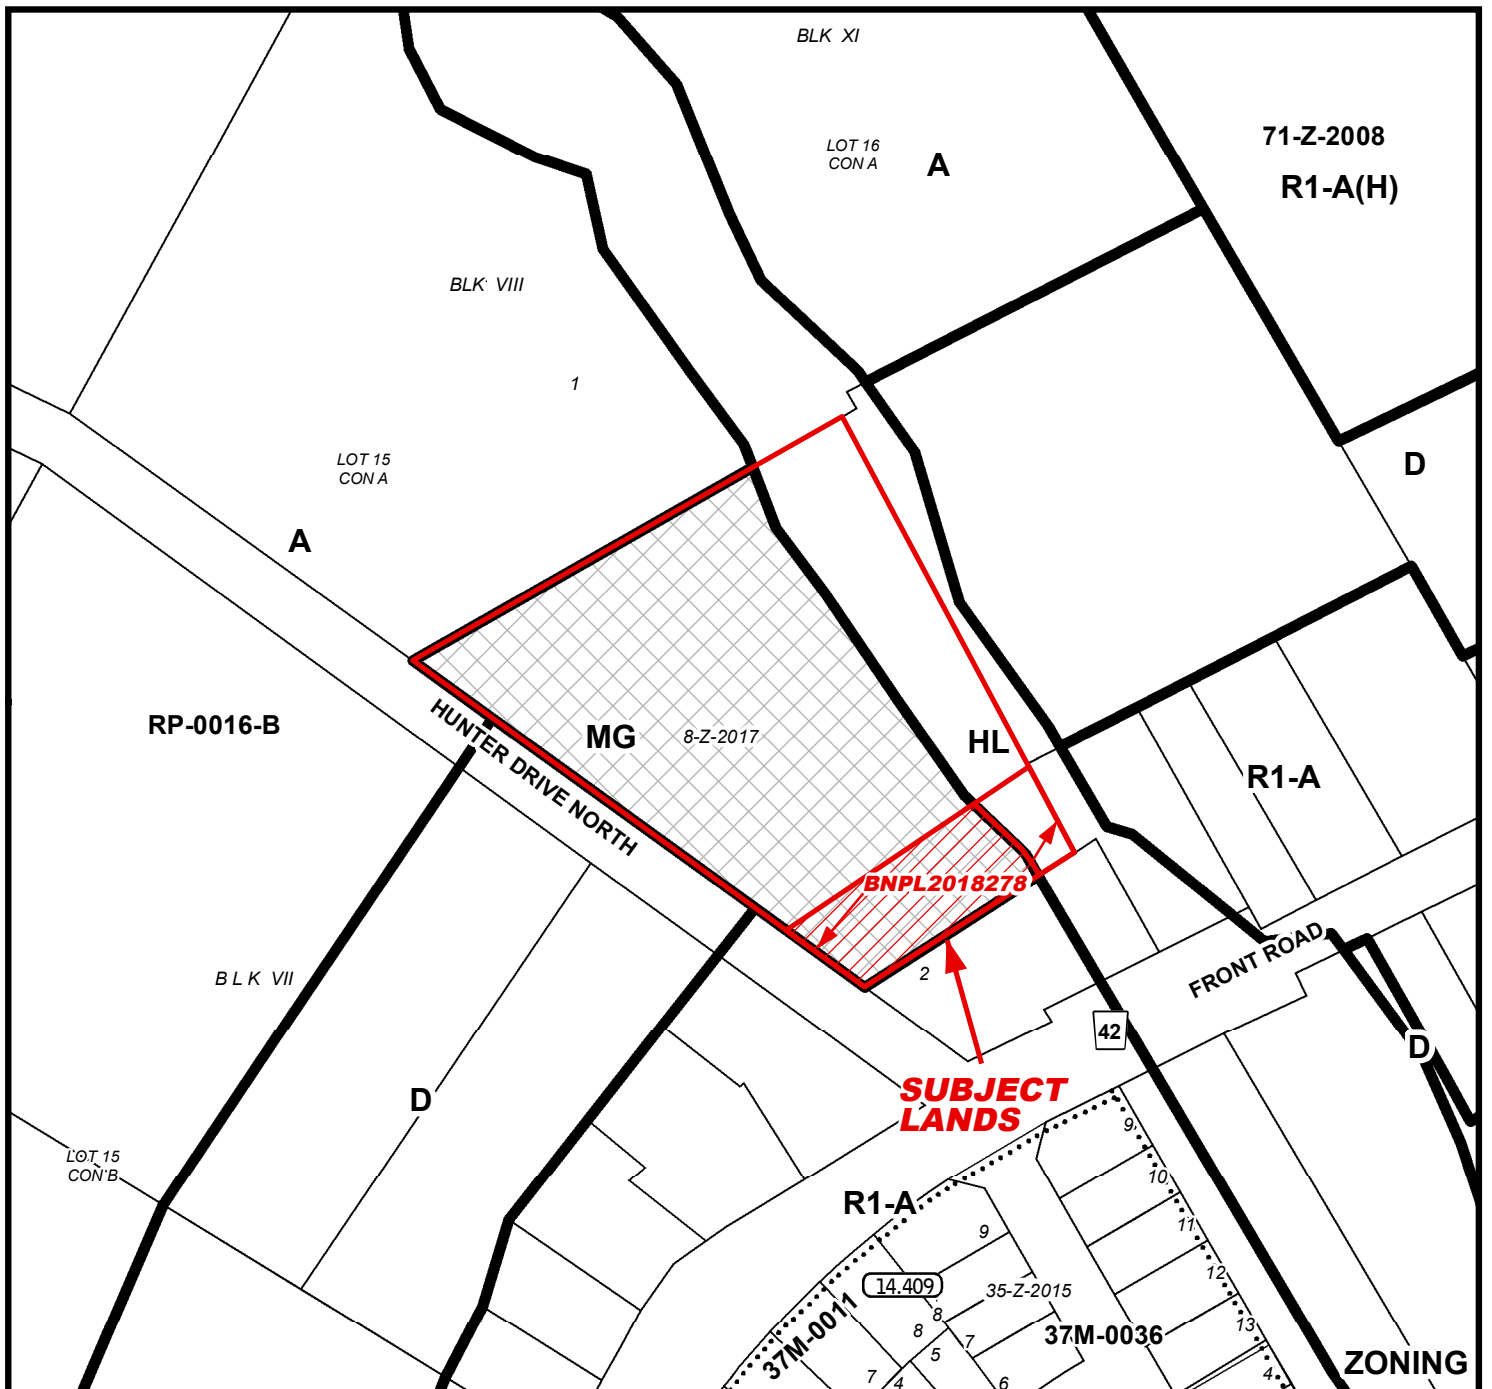 BLK XI
71-Z-2008
LOT 16
CON A
A
R1-A(H)
BLK VIII
1
LOT 15
CON A
D
A
RP-0016-B
HUNTER DRIVE NORTH
MG
8-Z-2017
HL
R1-A
BNPL2018278
FRONT ROAD
BLK VII
2
42
D
SUBJECT
LANDS
D
LOT 15
CON B
9
10
R1-A
11
9
12
14.409
35-Z-2015
13
8
8
7
37M-0011
37M-0036
5
7
4
6
4
ZONING